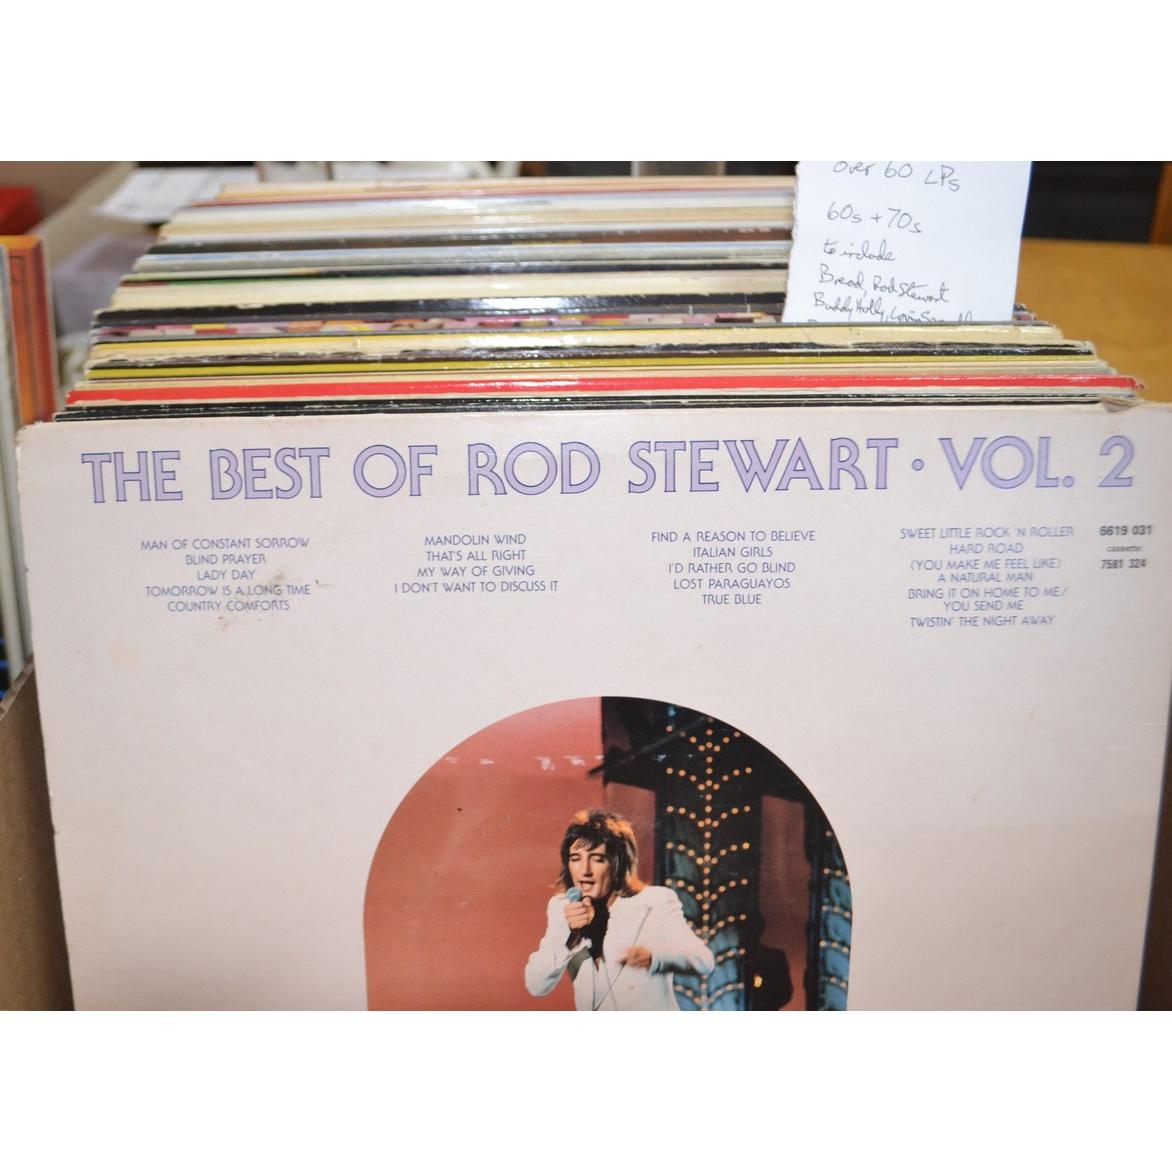 over 60 LPs
60s + 70s
to include
Bread, Rod Stewart
Buddy Holly,
THE BEST OF ROD STEWART • VOL. 2
MAN OF CONSTANT SORROW
BLIND PRAYER
LADY DAY
TOMORROW IS A LONG TIME
COUNTRY COMFORTS
MANDOLIN WIND
THAT'S ALL RIGHT
MY WAY OF GIVING
I DON'T WANT TO DISCUSS IT
FIND A REASON TO BELIEVE
ITALIAN GIRLS
I'D RATHER GO BLIND
LOST PARAGUAYOS
TRUE BLUE
SWEET LITTLE ROCK 'N ROLLER
HARD ROAD
(YOU MAKE ME FEEL LIKE)
A NATURAL MAN
BRING IT ON HOME TO ME/
YOU SEND ME
TWISTIN' THE NIGHT AWAY
6619 031
cassette:
7581 324